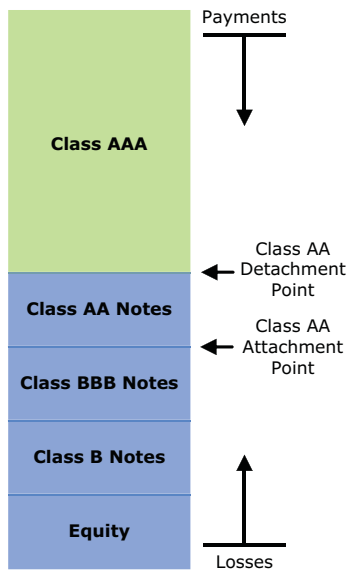 Payments
Class AAA
Class AA
Detachment
Point
Class AA Notes
Class AA
Attachment
Point
Class BBB Notes
Class B Notes
Equity
Losses